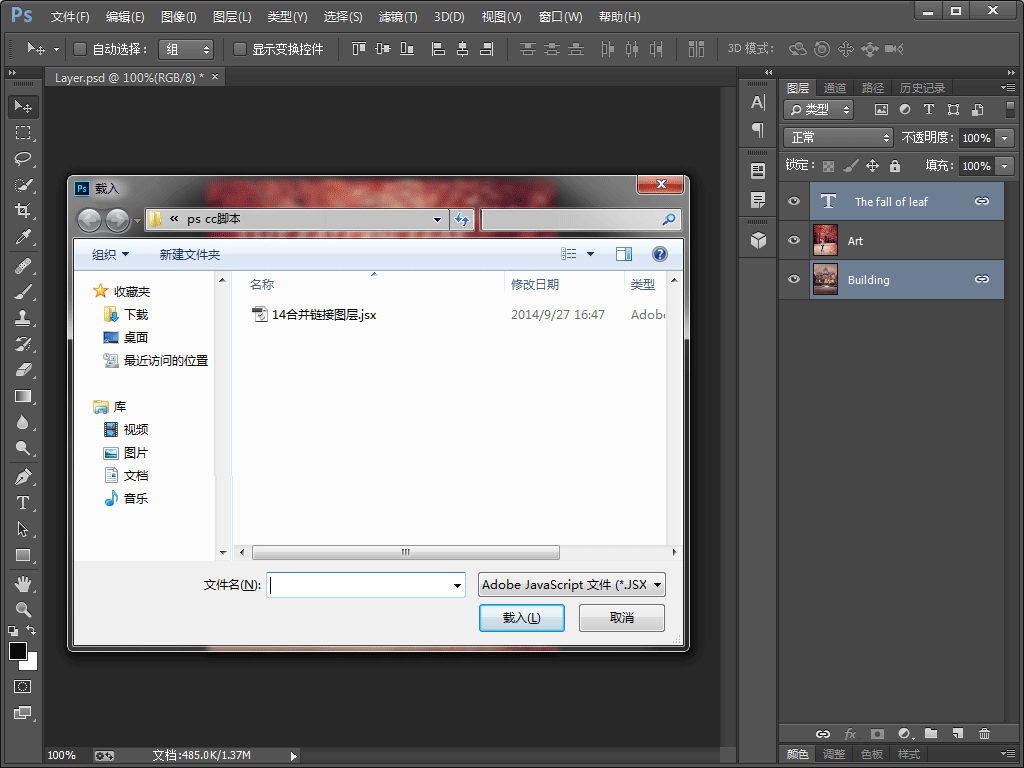 Ps 文件(F) 编辑(E) 图像(I) 图层(L) 类型(Y) 选择(S) 滤镜(T) 3D(D) 视图(V) 窗口(W) 帮助(H)
自动选择： 组 显示变换控件 3D 模式：
Layer.psd @ 100%(RGB/8) * ×
图层 通道 路径 历史记录
类型
正常 不透明度: 100%
锁定: 填充: 100%
T The fall of leaf
Art
Building
Ps 载入
« ps cc脚本
组织 新建文件夹
收藏夹
下载
桌面
最近访问的位置
库
视频
图片
文档
音乐
名称 修改日期 类型
14合并链接图层.jsx 2014/9/27 16:47 Adob
文件名(N): Adobe JavaScript 文件 (*.JSX
载入(L) 取消
100% 文档:485.0K/1.37M
fx
颜色 调整 色板 样式